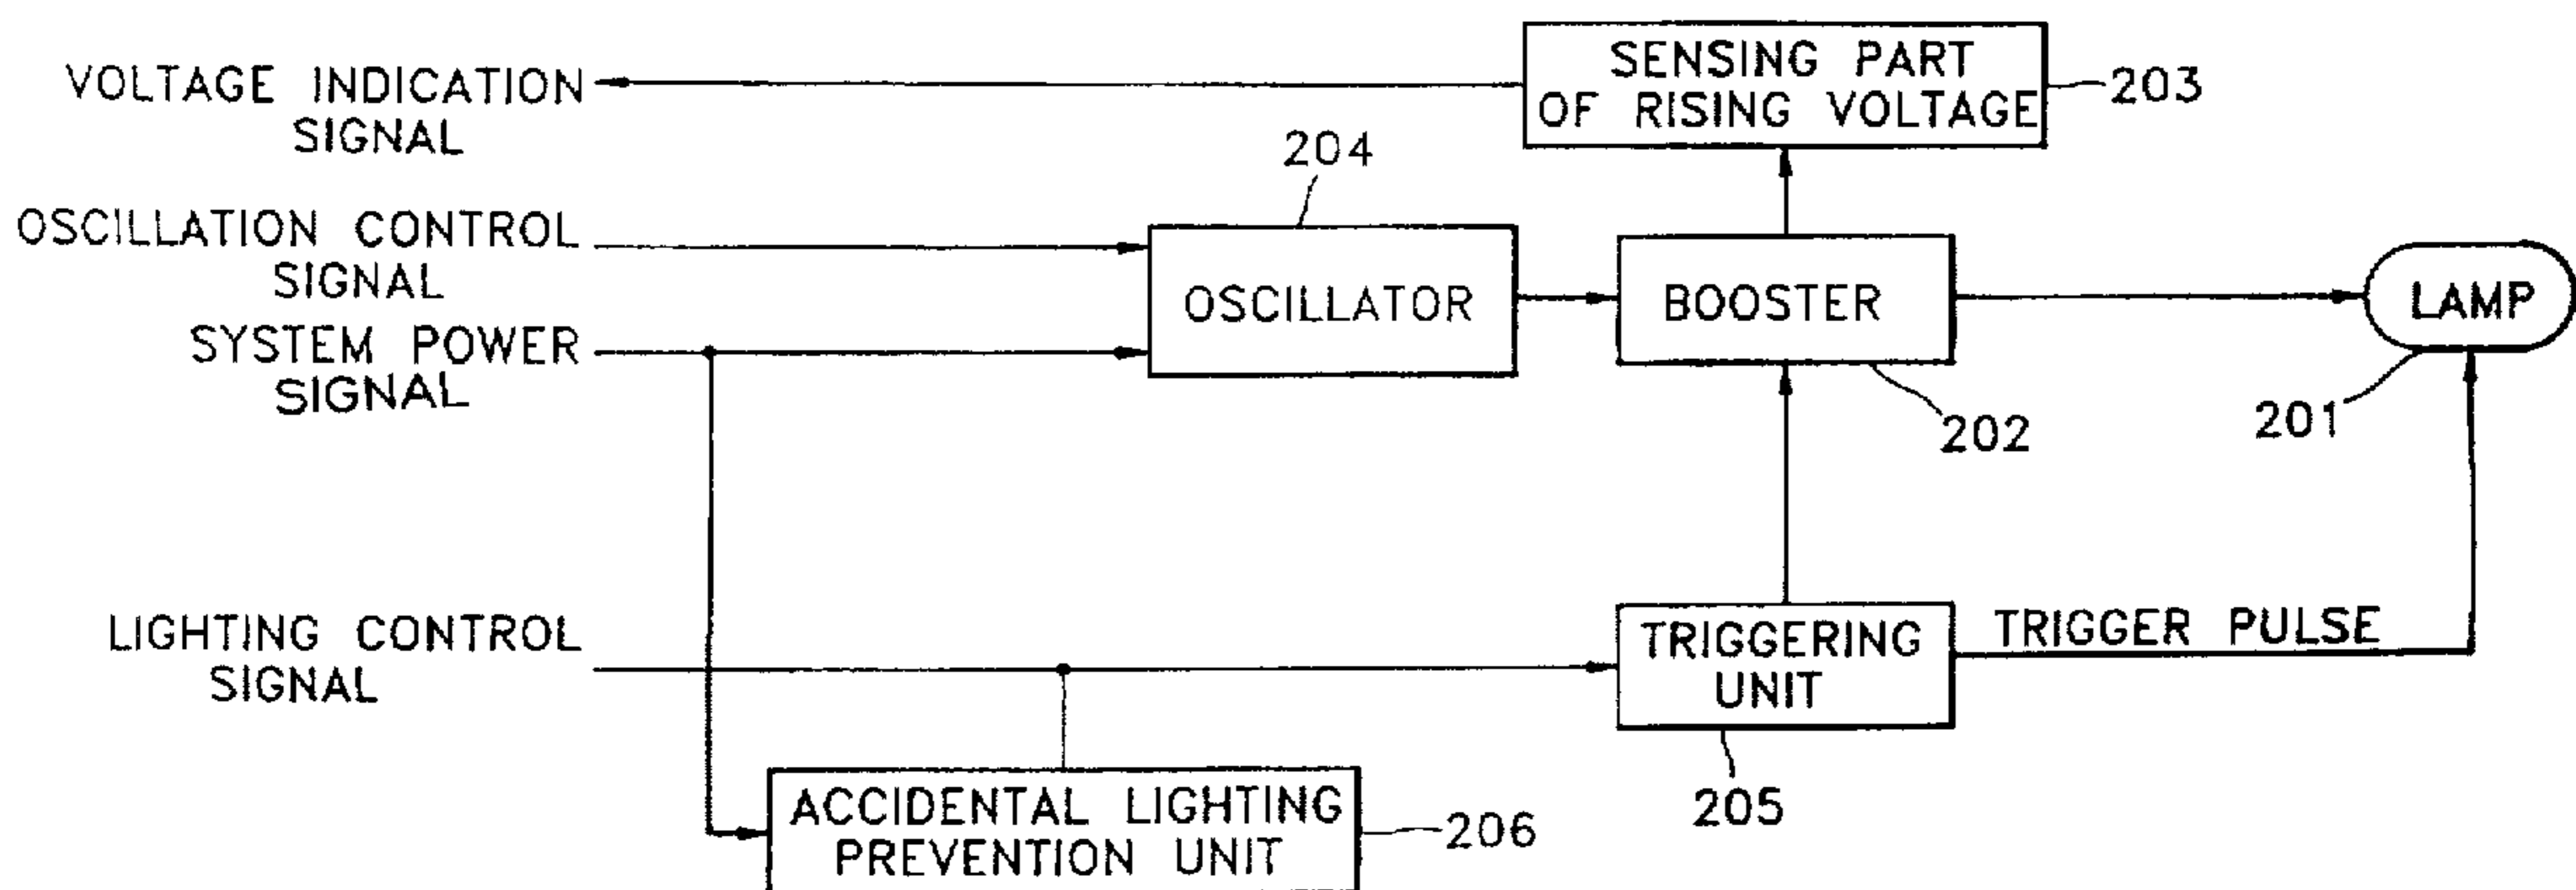 SENSING PART
OF RISING VOLTAGE
203
VOLTAGE INDICATION
SIGNAL
204
OSCILLATION CONTROL
SIGNAL
OSCILLATOR
BOOSTER
LAMP
SYSTEM POWER
SIGNAL
202
201
LIGHTING CONTROL
SIGNAL
TRIGGERING
UNIT
TRIGGER PULSE
205
ACCIDENTAL LIGHTING
PREVENTION UNIT
206